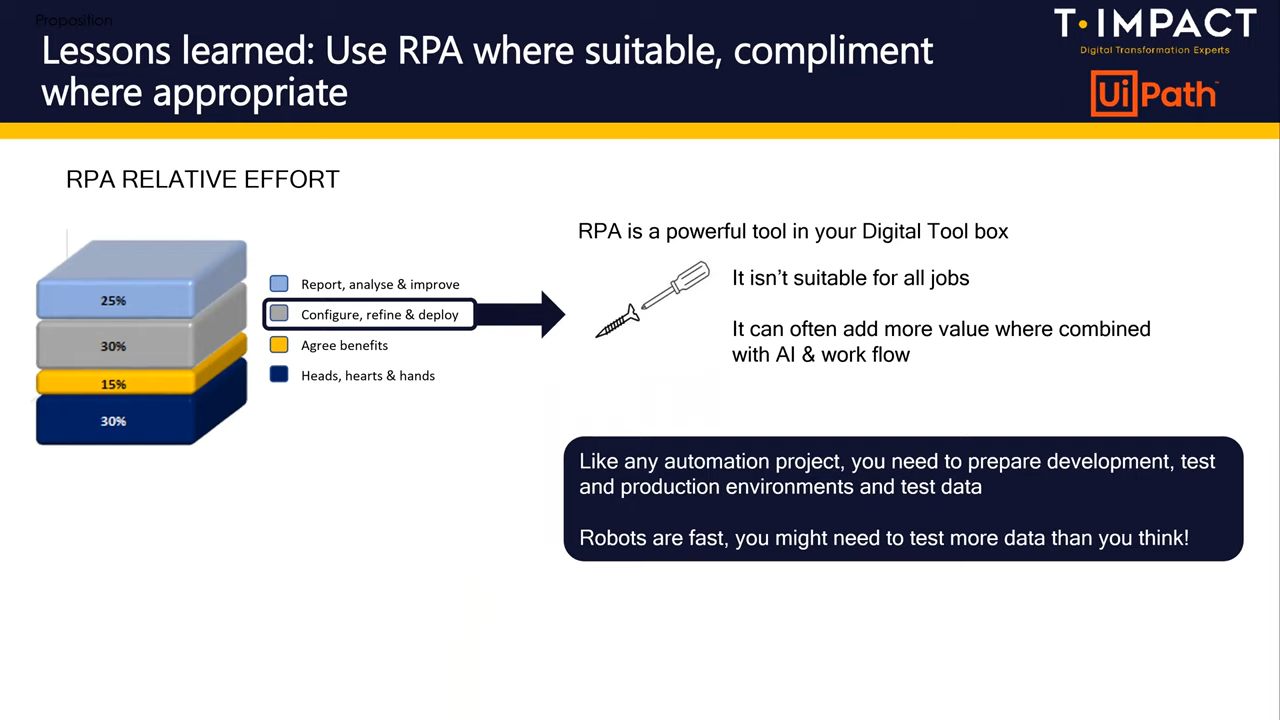 Proposition
Lessons learned: Use RPA where suitable, compliment
where appropriate
T·IMPACT
Digital Transformation Experts
UiPath™
RPA RELATIVE EFFORT
25%
30%
15%
30%
Report, analyse & improve
Configure, refine & deploy
Agree benefits
Heads, hearts & hands
RPA is a powerful tool in your Digital Tool box
It isn’t suitable for all jobs
It can often add more value where combined
with AI & work flow
Like any automation project, you need to prepare development, test
and production environments and test data
Robots are fast, you might need to test more data than you think!